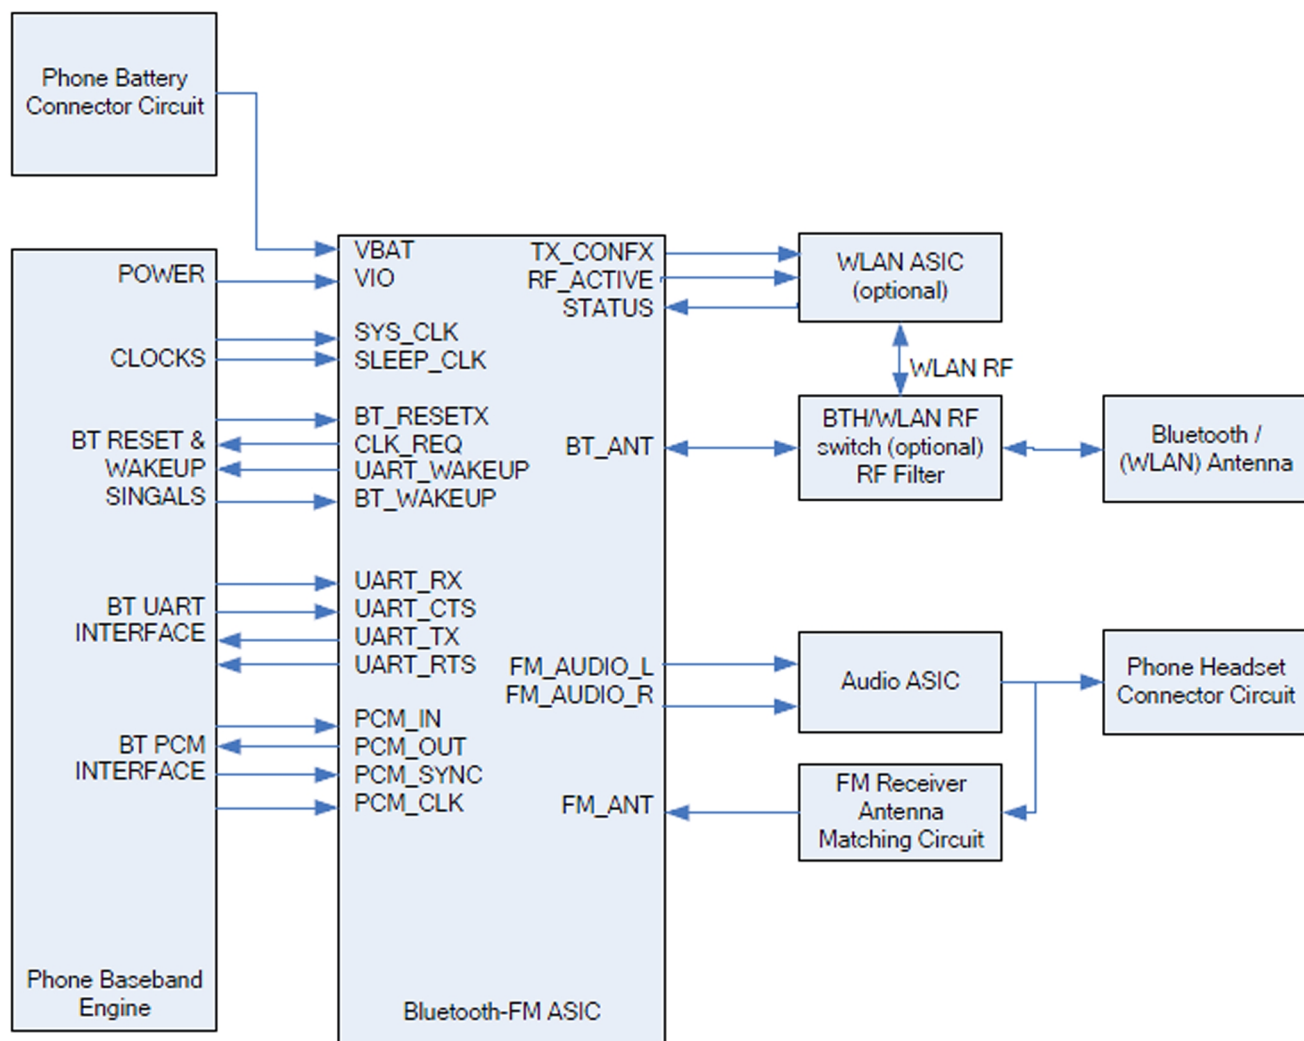 Phone Battery
Connector Circuit
POWER
CLOCKS
BT RESET &
WAKEUP
SINGALS
BT UART
INTERFACE
BT PCM
INTERFACE
Phone Baseband
Engine
VBAT
VIO
SYS_CLK
SLEEP_CLK
BT_RESETX
CLK_REQ
UART_WAKEUP
BT_WAKEUP
UART_RX
UART_CTS
UART_TX
UART_RTS
PCM_IN
PCM_OUT
PCM_SYNC
PCM_CLK
TX_CONFX
RF_ACTIVE
STATUS
BT_ANT
FM_AUDIO_L
FM_AUDIO_R
FM_ANT
Bluetooth-FM ASIC
WLAN ASIC
(optional)
WLAN RF
BTH/WLAN RF
switch (optional)
RF Filter
Bluetooth /
(WLAN) Antenna
Audio ASIC
Phone Headset
Connector Circuit
FM Receiver
Antenna
Matching Circuit